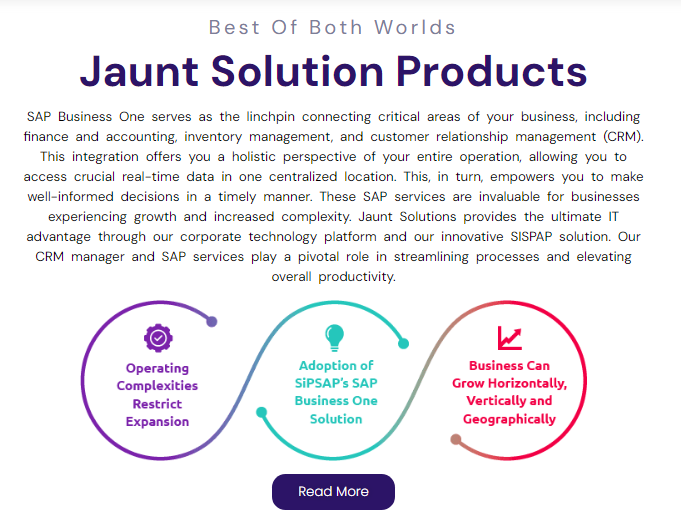 Best Of Both Worlds
Jaunt Solution Products
SAP Business One serves as the linchpin connecting critical areas of your business, including
finance and accounting, inventory management, and customer relationship management (CRM).
This integration offers you a holistic perspective of your entire operation, allowing you to
access crucial real-time data in one centralized location. This, in turn, empowers you to make
well-informed decisions in a timely manner. These SAP services are invaluable for businesses
experiencing growth and increased complexity. Jaunt Solutions provides the ultimate IT
advantage through our corporate technology platform and our innovative SISPAP solution. Our
CRM manager and SAP services play a pivotal role in streamlining processes and elevating
overall productivity.
Operating
Complexities
Restrict
Expansion
Adoption of
SiPSAP's SAP
Business One
Solution
Business Can
Grow Horizontally,
Vertically and
Geographically
Read More